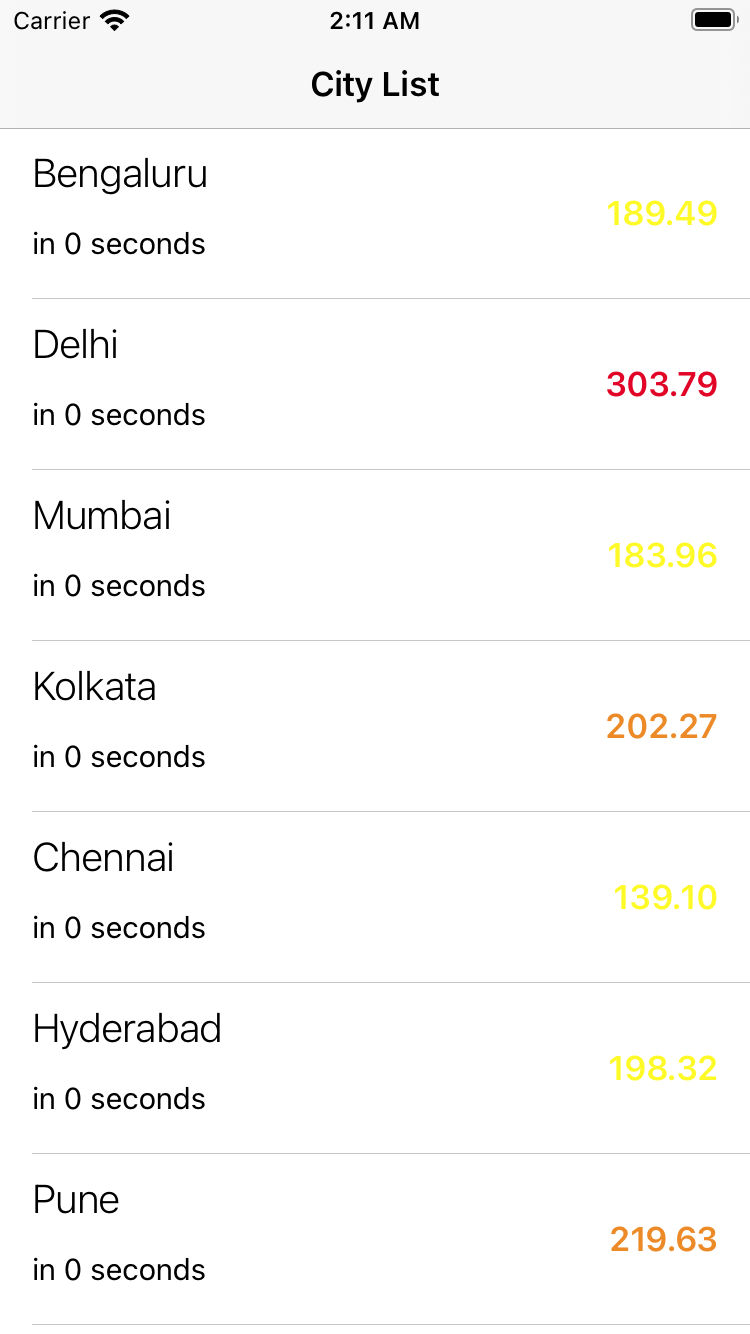 Carrier 2:11 AM
City List
Bengaluru
189.49
in 0 seconds
Delhi
303.79
in 0 seconds
Mumbai
183.96
in 0 seconds
Kolkata
202.27
in 0 seconds
Chennai
139.10
in 0 seconds
Hyderabad
198.32
in 0 seconds
Pune
219.63
in 0 seconds